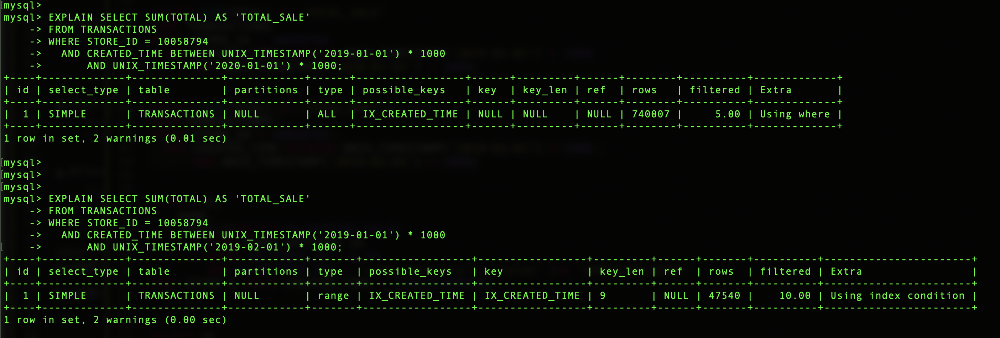 [mysql>
mysql> EXPLAIN SELECT SUM(TOTAL) AS 'TOTAL_SALE'
    -> FROM TRANSACTIONS
    -> WHERE STORE_ID = 10058794
    ->   AND CREATED_TIME BETWEEN UNIX_TIMESTAMP('2019-01-01') * 1000
    ->       AND UNIX_TIMESTAMP('2020-01-01') * 1000;
+----+-------------+--------------+------------+------+-----------------+------+---------+------+--------+----------+-------------+
| id | select_type | table        | partitions | type | possible_keys   | key  | key_len | ref  | rows   | filtered | Extra       |
+----+-------------+--------------+------------+------+-----------------+------+---------+------+--------+----------+-------------+
|  1 | SIMPLE      | TRANSACTIONS | NULL       | ALL  | IX_CREATED_TIME | NULL | NULL    | NULL | 740007 |     5.00 | Using where |
+----+-------------+--------------+------------+------+-----------------+------+---------+------+--------+----------+-------------+
1 row in set, 2 warnings (0.01 sec)
[mysql>
[mysql>
[mysql>
mysql> EXPLAIN SELECT SUM(TOTAL) AS 'TOTAL_SALE'
    -> FROM TRANSACTIONS
    -> WHERE STORE_ID = 10058794
    ->   AND CREATED_TIME BETWEEN UNIX_TIMESTAMP('2019-01-01') * 1000
[    ->       AND UNIX_TIMESTAMP('2019-02-01') * 1000;
+----+-------------+--------------+------------+-------+-----------------+-----------------+---------+------+-------+----------+-----------------------+
| id | select_type | table        | partitions | type  | possible_keys   | key             | key_len | ref  | rows  | filtered | Extra                 |
+----+-------------+--------------+------------+-------+-----------------+-----------------+---------+------+-------+----------+-----------------------+
|  1 | SIMPLE      | TRANSACTIONS | NULL       | range | IX_CREATED_TIME | IX_CREATED_TIME | 9       | NULL | 47540 |    10.00 | Using index condition |
+----+-------------+--------------+------------+-------+-----------------+-----------------+---------+------+-------+----------+-----------------------+
1 row in set, 2 warnings (0.00 sec)